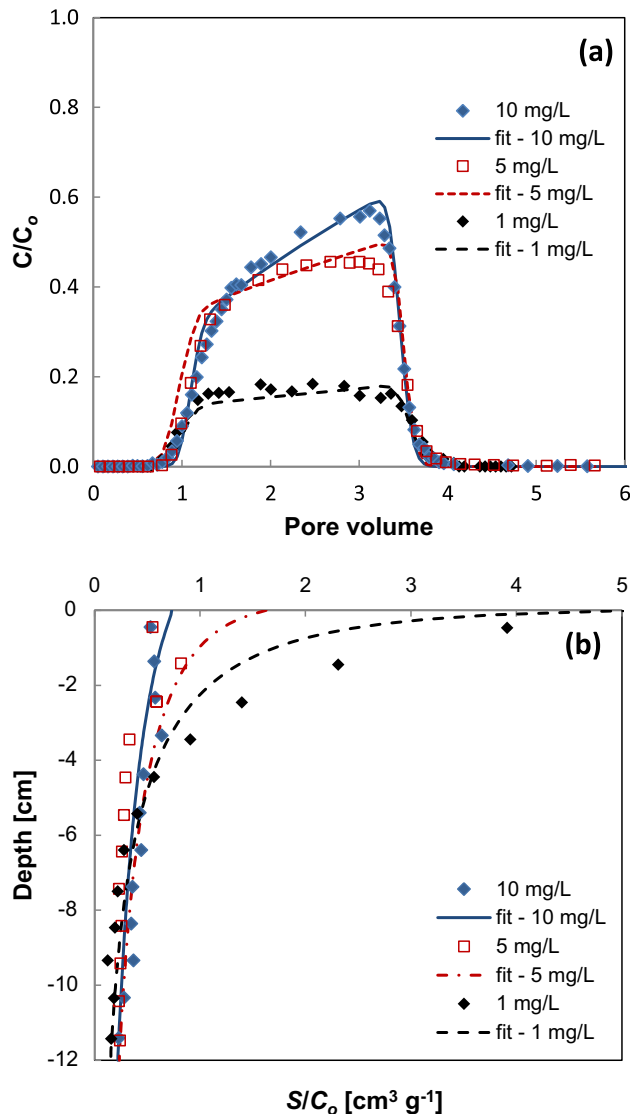 (a)
1.0
0.8
0.6
0.4
0.2
0.0
C/Co
10 mg/L
fit - 10 mg/L
5 mg/L
fit - 5 mg/L
1 mg/L
fit - 1 mg/L
0 1 2 3 4 5 6
Pore volume
0 1 2 3 4 5
(b)
0
-2
-4
-6
-8
-10
-12
Depth [cm]
10 mg/L
fit - 10 mg/L
5 mg/L
fit - 5 mg/L
1 mg/L
fit - 1 mg/L
S/Co [cm³ g⁻¹]